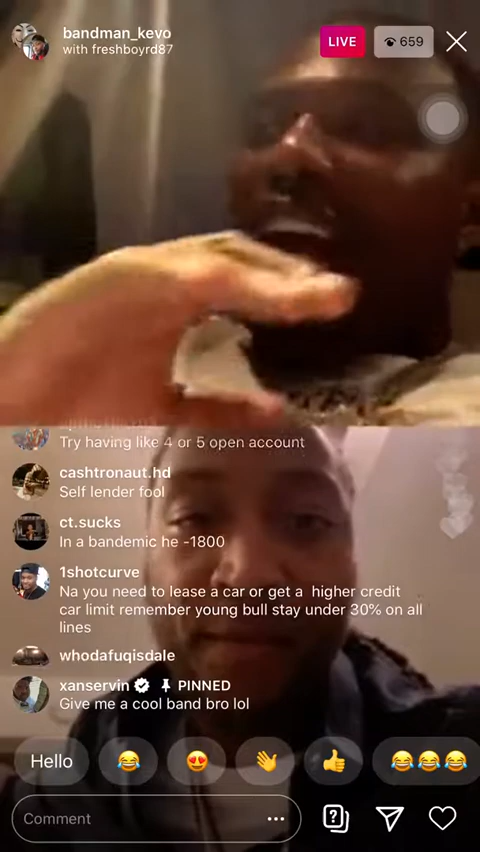 bandman_kevo
with freshboyrd87
LIVE
659
Try having like 4 or 5 open account
cashtronaut.hd
Self lender fool
ct.sucks
In a bandemic he -1800
1shotcurve
Na you need to lease a car or get a higher credit
car limit remember young bull stay under 30% on all
lines
whodafuqisdale
xanservin PINNED
Give me a cool band bro lol
Hello
Comment